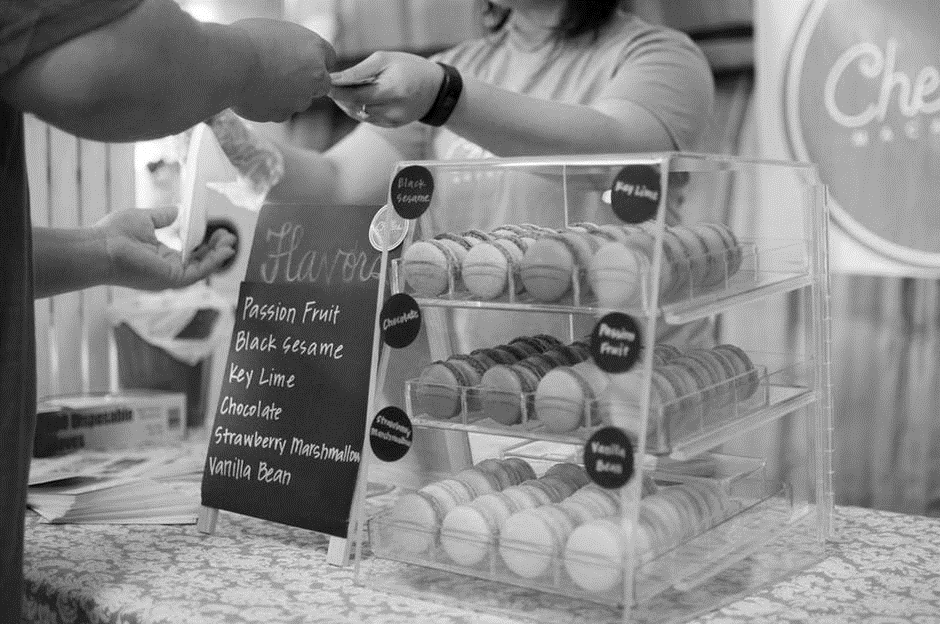 Flavors
Passion Fruit
Black Sesame
Key Lime
Chocolate
Strawberry Marshmallow
Vanilla Bean
Black
Sesame
Key Lime
Chocolate
Passion
Fruit
Strawberry
Marshmallow
Vanilla
Bean
Che
MACA